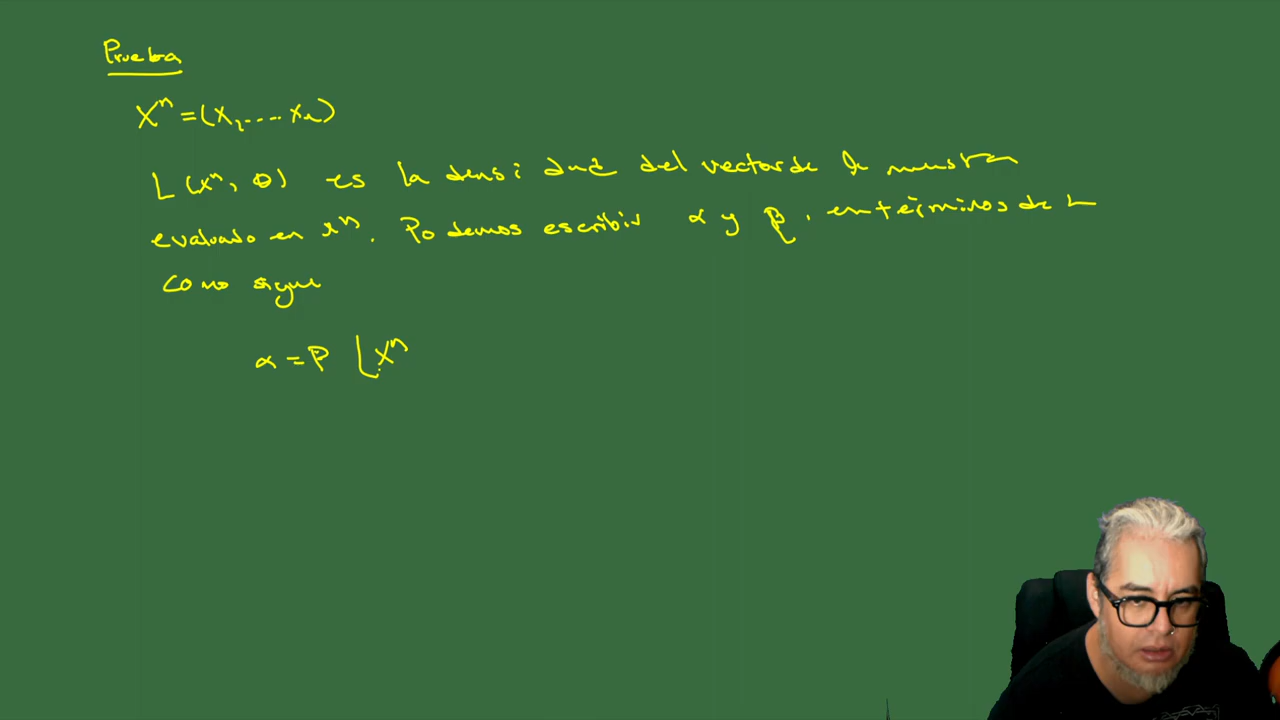 Prueba
X^n = (X_1, .... X_n)
L(x^n, θ) es la densidad del vector de la muestra
evaluado en x^n. Podemos escribir α y β, en términos de L
como sigue
α = P [X^n